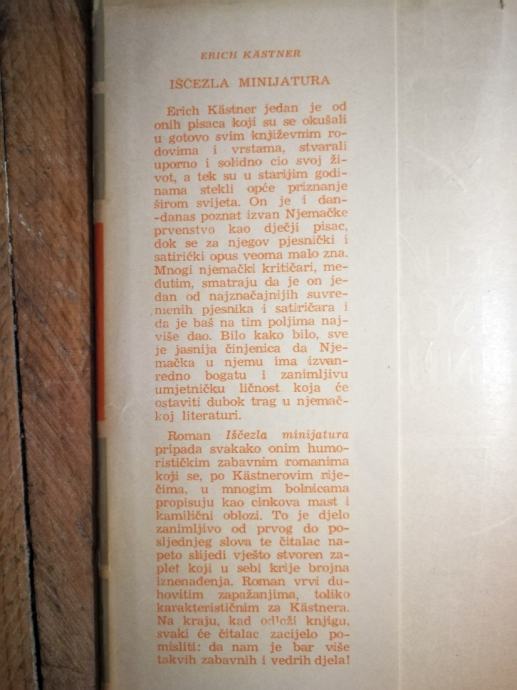 ERICH KÄSTNER
IŠČEZLA MINIJATURA
Erich Kästner jedan je od
onih pisaca koji su se okušali
u gotovo svim književnim ro-
dovima i vrstama, stvarali
uporno i solidno cio svoj ži-
vot, a tek su u starijim godi-
nama stekli opće priznanje
širom svijeta. On je i dan-
-danas poznat izvan Njemačke
prvenstvo kao dječji pisac,
dok se za njegov pjesnički i
satirički opus veoma malo zna.
Mnogi njemački kritičari, me-
đutim, smatraju da je on je-
dan od najznačajnijih suvre-
menih pjesnika i satiričara i
da je baš na tim poljima naj-
više dao. Bilo kako bilo, sve
je jasnija činjenica da Nje-
mačka u njemu ima izvan-
redno bogatu i zanimljivu
umjetničku ličnost koja će
ostaviti dubok trag u njemač-
koj literaturi.
Roman Iščezla minijatura
pripada svakako onim humo-
rističkim zabavnim romanima
koji se, po Kästnerovim rije-
čima, u mnogim bolnicama
propisuju kao cinkova mast i
kamilični oblozi. To je djelo
zanimljivo od prvog do po-
sljednjeg slova te čitalac na-
peto slijedi vješto stvoren za-
plet koji u sebi krije brojna
iznenađenja. Roman vrvi du-
hovitim zapažanjima, toliko
karakterističnim za Kästnera.
Na kraju, kad odloži knjigu,
svaki će čitalac zacijelo po-
misliti: da nam je bar više
takvih zabavnih i vedrih djela!